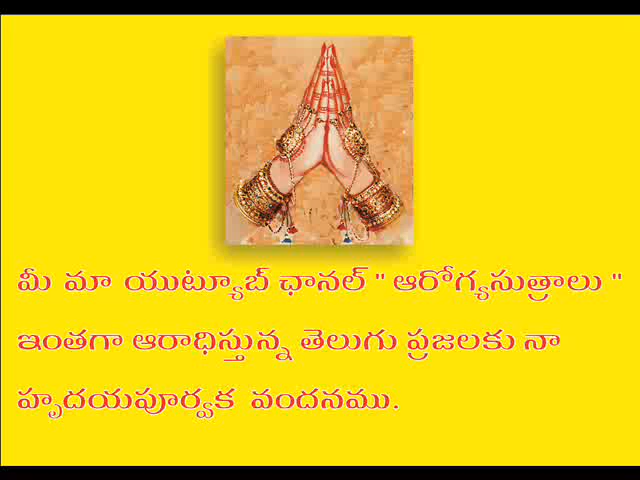 మీ మా యుట్యూబ్ ఛానల్ " ఆరోగ్యసుత్రాలు "
ఇంతగా ఆరాధిస్తున్న తెలుగు ప్రజలకు నా
హృదయపూర్వక వందనము.